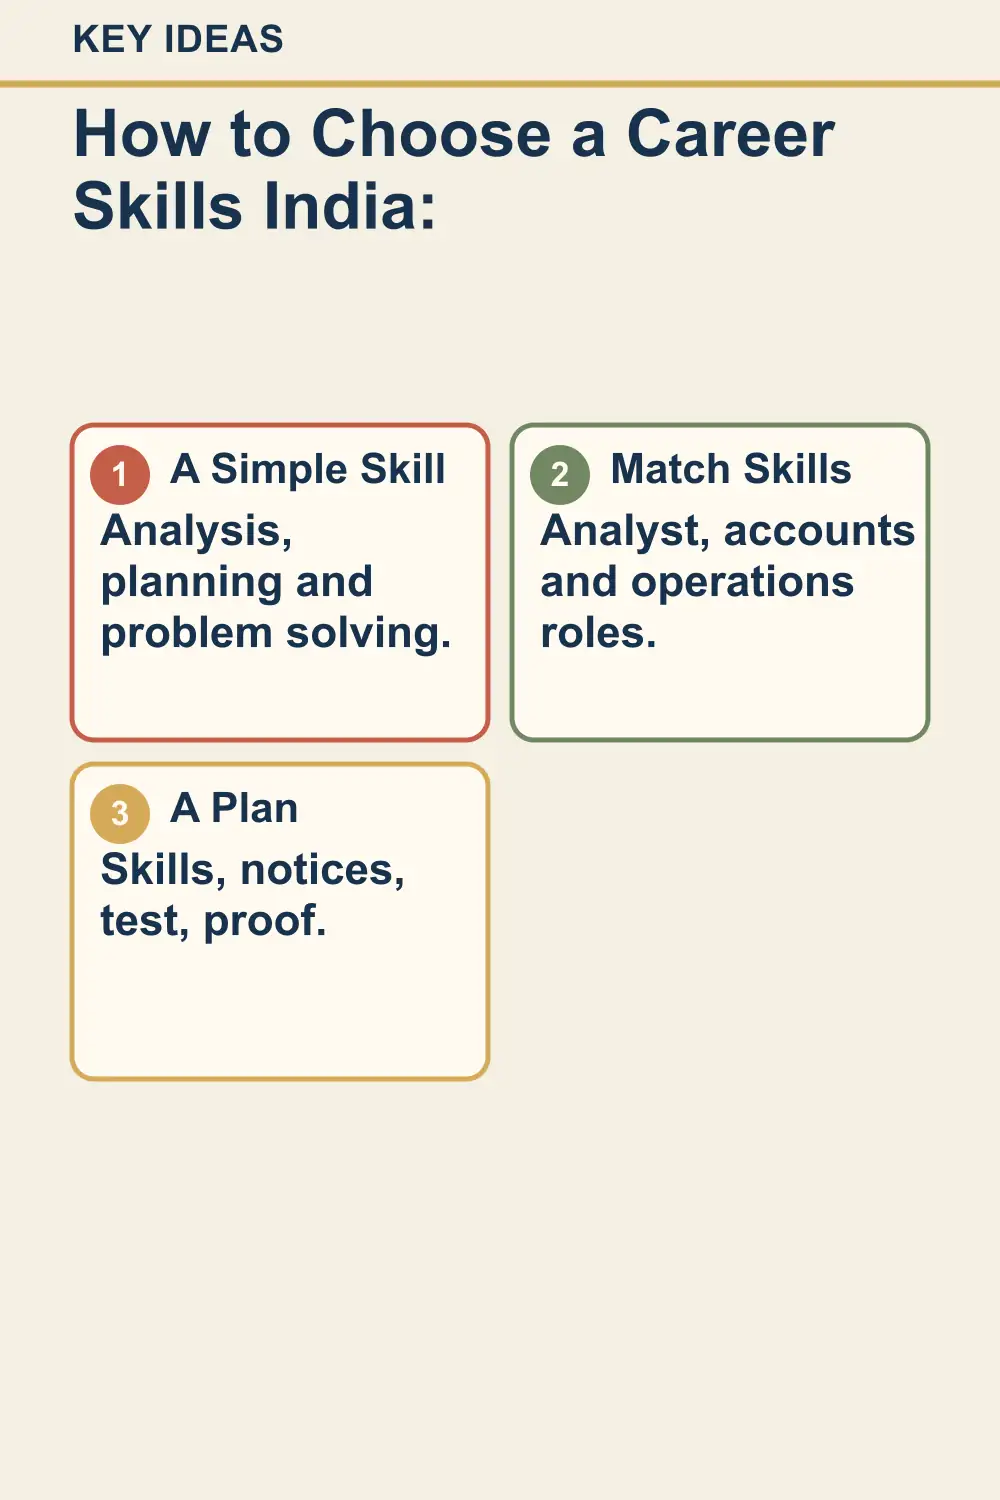 KEY IDEAS
How to Choose a Career
Skills India:
1 A Simple Skill
Analysis,
planning and
problem solving.
2 Match Skills
Analyst, accounts
and operations
roles.
3 A Plan
Skills, notices,
test, proof.